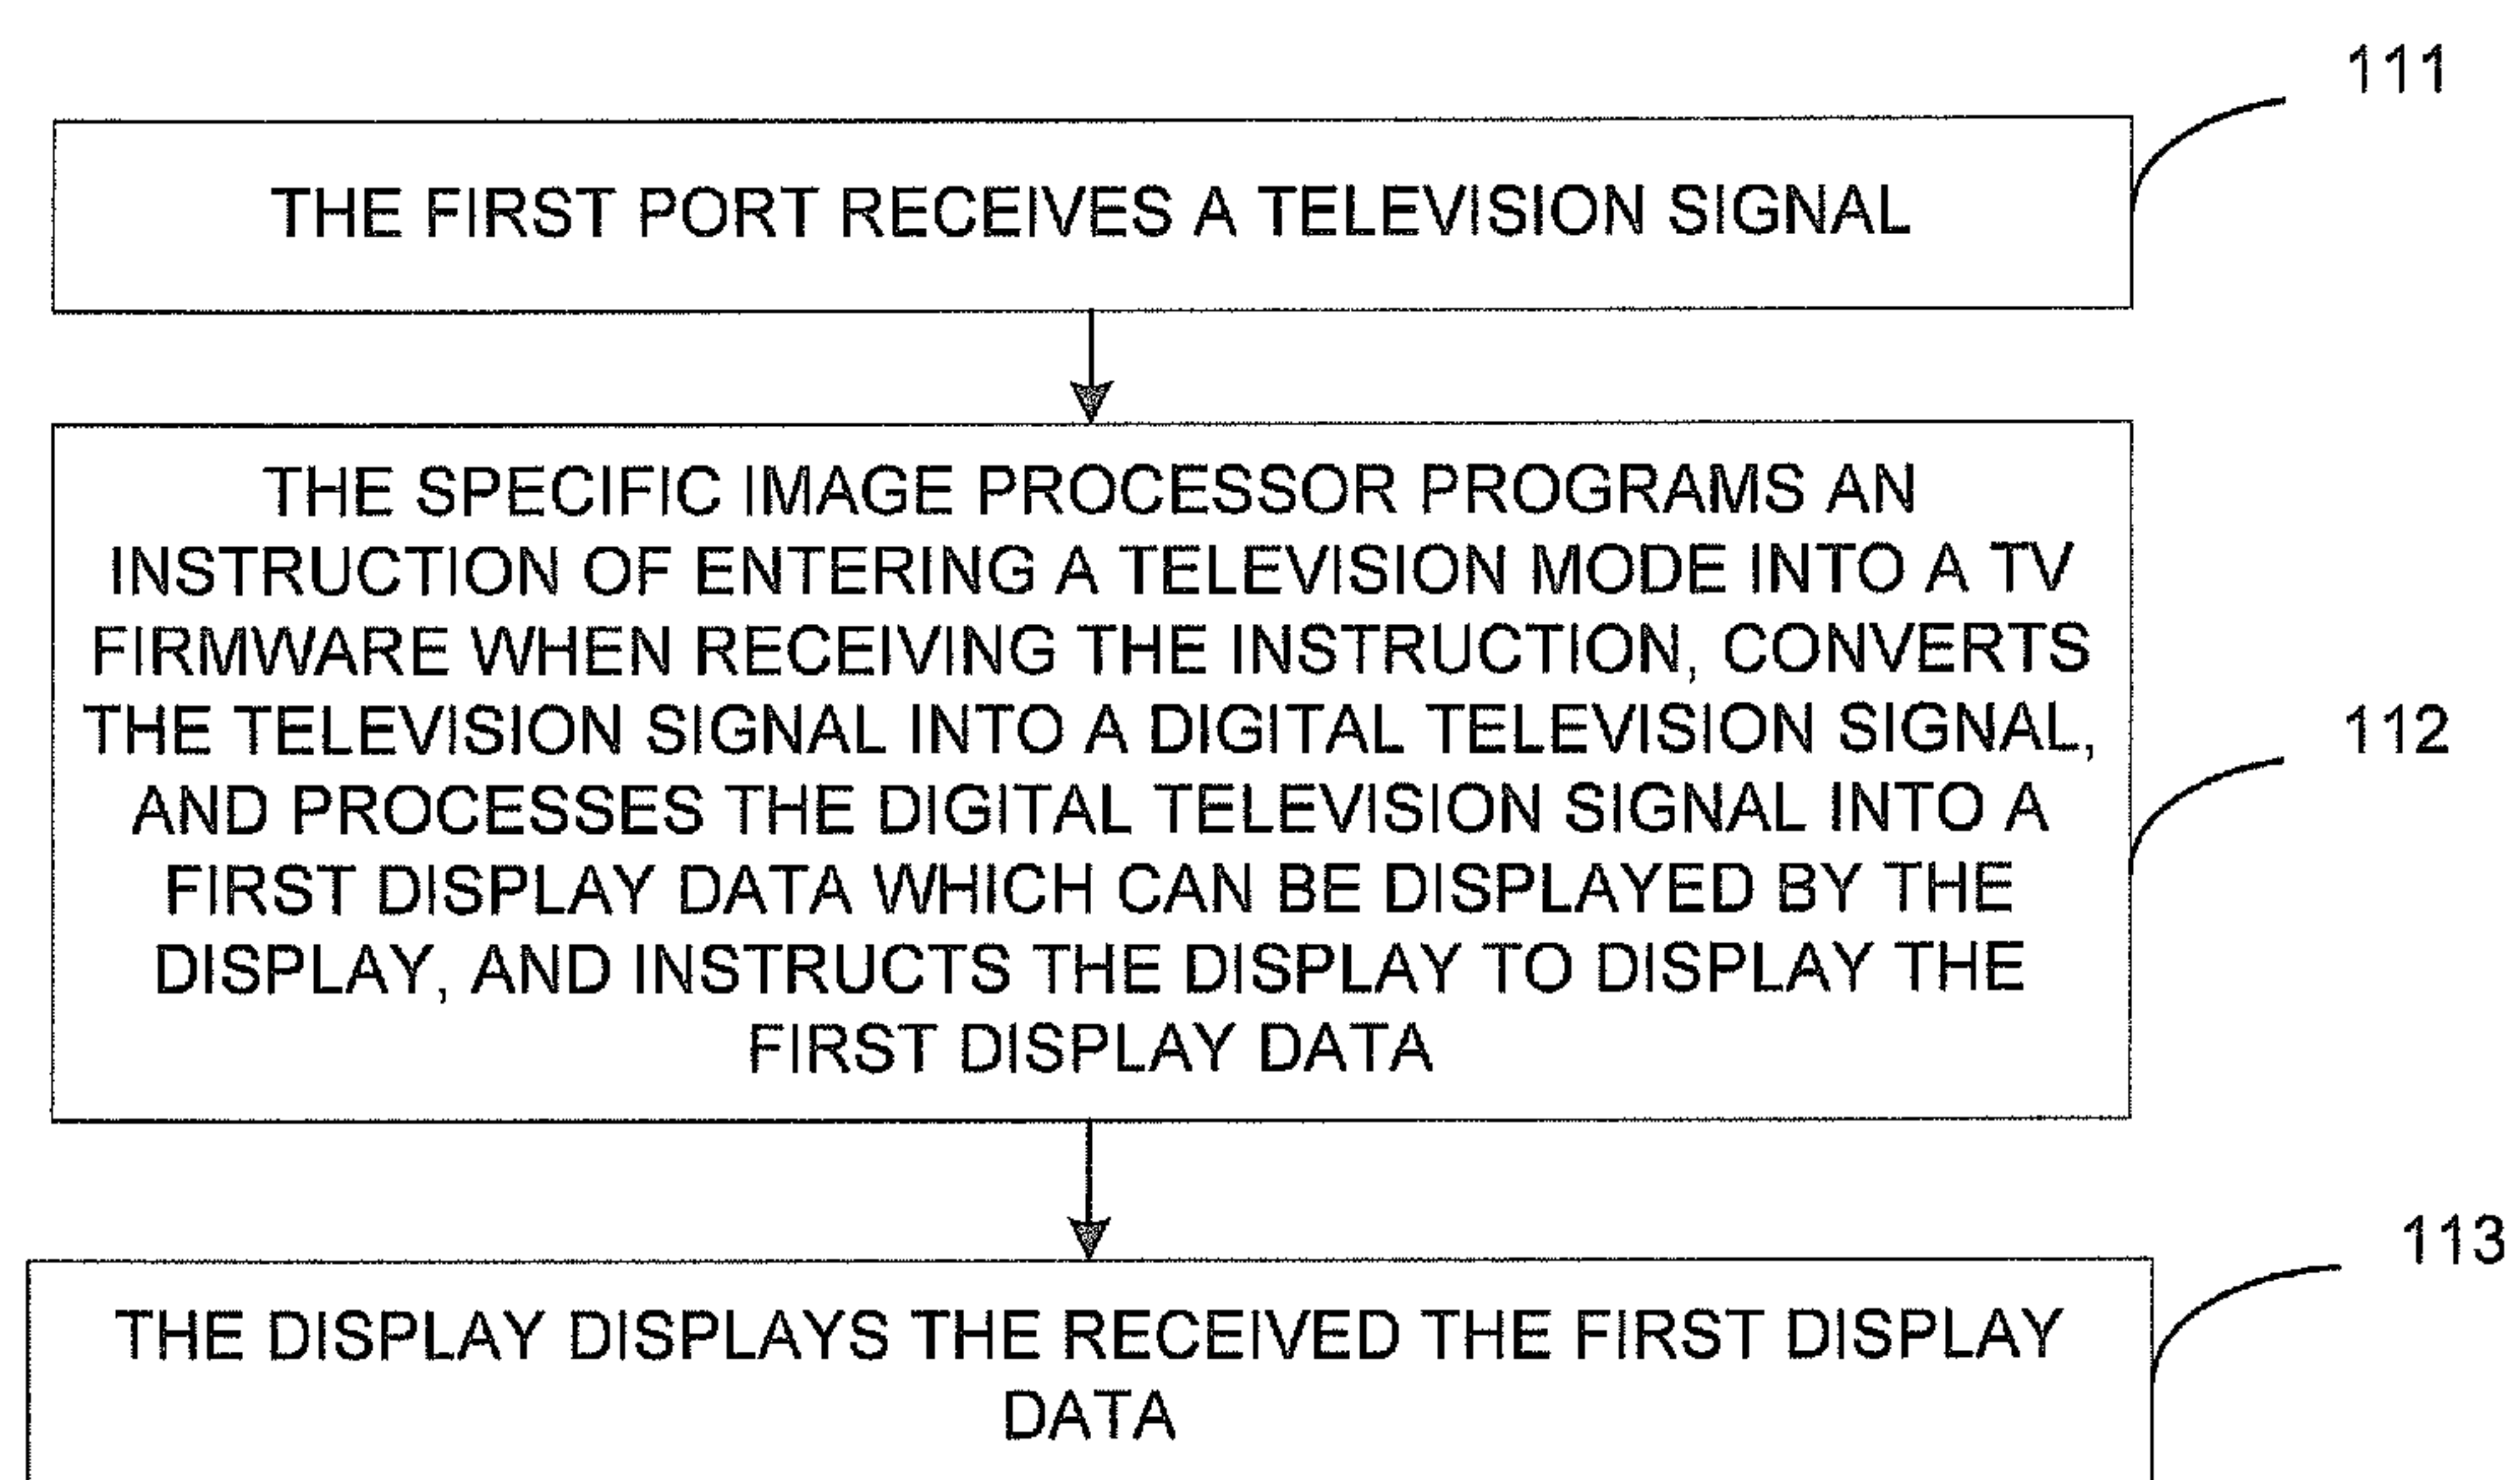 111
THE FIRST PORT RECEIVES A TELEVISION SIGNAL
THE SPECIFIC IMAGE PROCESSOR PROGRAMS AN
INSTRUCTION OF ENTERING A TELEVISION MODE INTO A TV
FIRMWARE WHEN RECEIVING THE INSTRUCTION, CONVERTS
THE TELEVISION SIGNAL INTO A DIGITAL TELEVISION SIGNAL,
AND PROCESSES THE DIGITAL TELEVISION SIGNAL INTO A
FIRST DISPLAY DATA WHICH CAN BE DISPLAYED BY THE
DISPLAY, AND INSTRUCTS THE DISPLAY TO DISPLAY THE
FIRST DISPLAY DATA
112
113
THE DISPLAY DISPLAYS THE RECEIVED THE FIRST DISPLAY
DATA